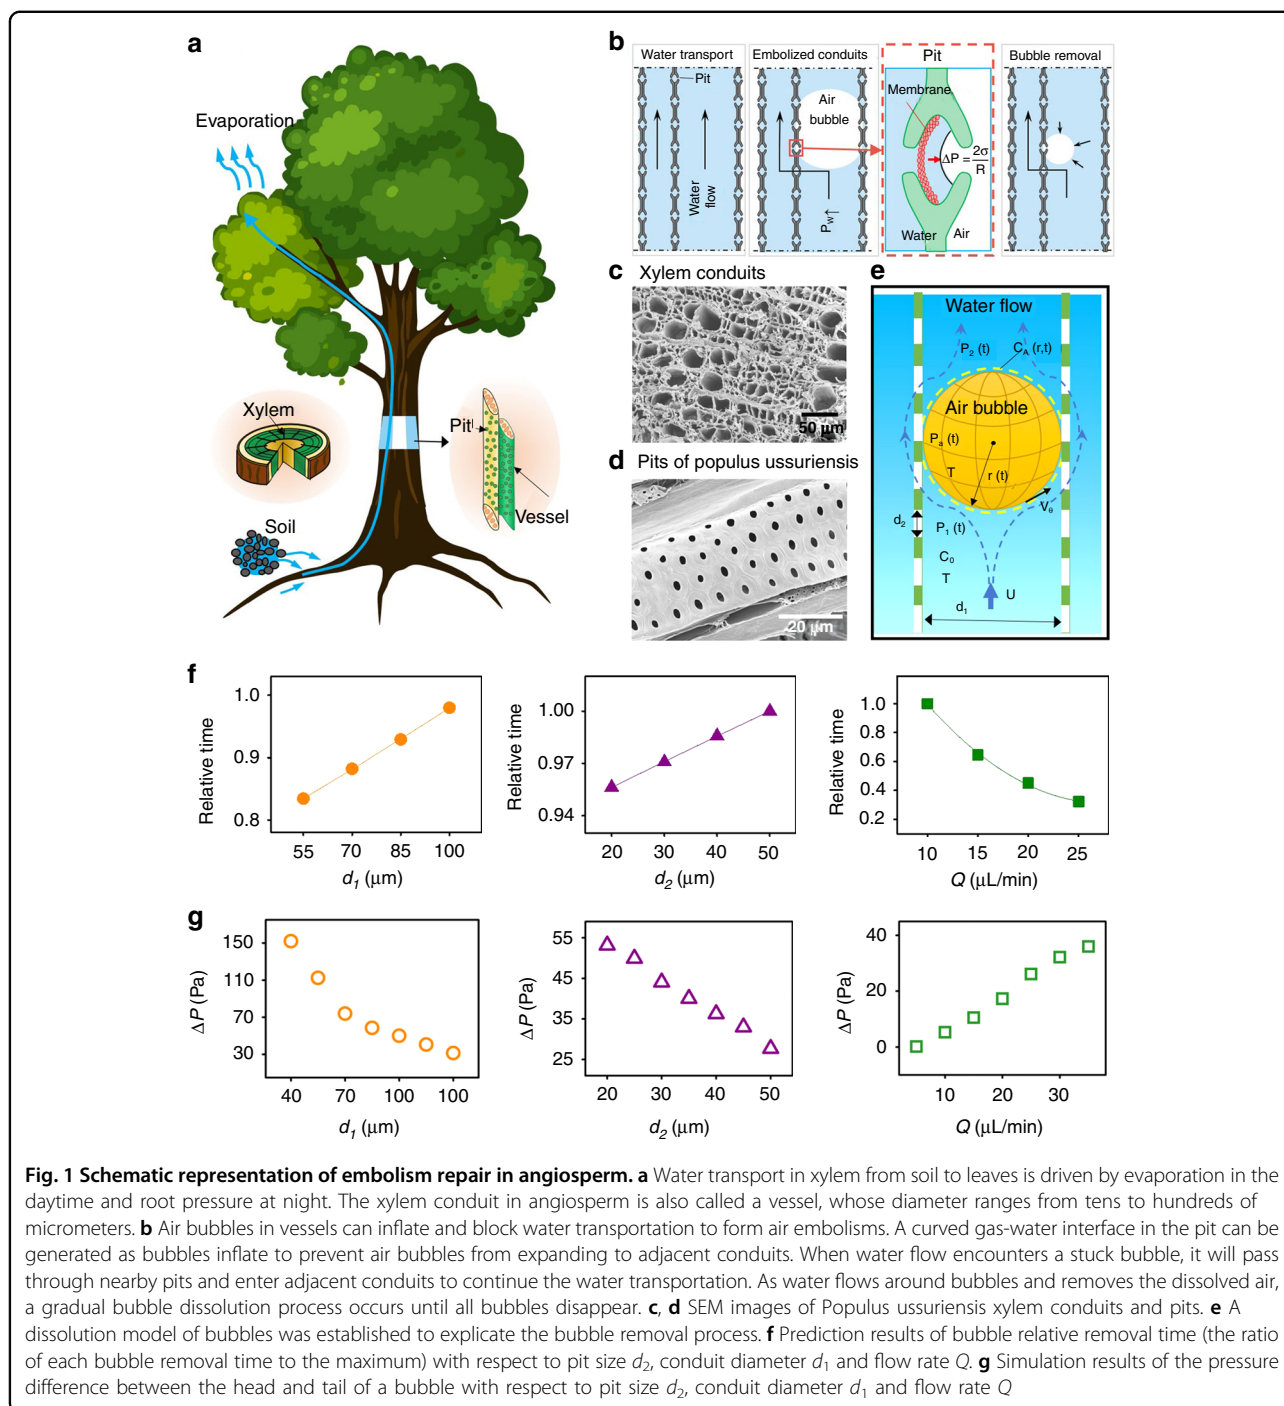 a
Evaporation
Xylem
Soil
Pit
Vessel
b
Water transport
Pit
Embolized conduits
Air
bubble
Water
flow
P_W↑
Pit
Membrane
ΔP = 2σ/R
Water
Air
Bubble removal
c Xylem conduits
50 μm
d Pits of populus ussuriensis
20 μm
e
Water flow
P₂ (t)
C_A (r,t)
Air bubble
Pₐ (t)
T
r (t)
V_θ
d₂
P₁ (t)
C₀
T
U
d₁
f
Relative time
1.0
0.9
0.8
55 70 85 100
d₁ (μm)
Relative time
1.00
0.97
0.94
20 30 40 50
d₂ (μm)
Relative time
1.0
0.8
0.6
0.4
0.2
10 15 20 25
Q (μL/min)
g
ΔP (Pa)
150
110
70
30
40 70 100 100
d₁ (μm)
ΔP (Pa)
55
45
35
25
20 30 40 50
d₂ (μm)
ΔP (Pa)
40
20
0
10 20 30
Q (μL/min)
Fig. 1 Schematic representation of embolism repair in angiosperm. a Water transport in xylem from soil to leaves is driven by evaporation in the
daytime and root pressure at night. The xylem conduit in angiosperm is also called a vessel, whose diameter ranges from tens to hundreds of
micrometers. b Air bubbles in vessels can inflate and block water transportation to form air embolisms. A curved gas-water interface in the pit can be
generated as bubbles inflate to prevent air bubbles from expanding to adjacent conduits. When water flow encounters a stuck bubble, it will pass
through nearby pits and enter adjacent conduits to continue the water transportation. As water flows around bubbles and removes the dissolved air,
a gradual bubble dissolution process occurs until all bubbles disappear. c, d SEM images of Populus ussuriensis xylem conduits and pits. e A
dissolution model of bubbles was established to explicate the bubble removal process. f Prediction results of bubble relative removal time (the ratio
of each bubble removal time to the maximum) with respect to pit size d₂, conduit diameter d₁ and flow rate Q. g Simulation results of the pressure
difference between the head and tail of a bubble with respect to pit size d₂, conduit diameter d₁ and flow rate Q